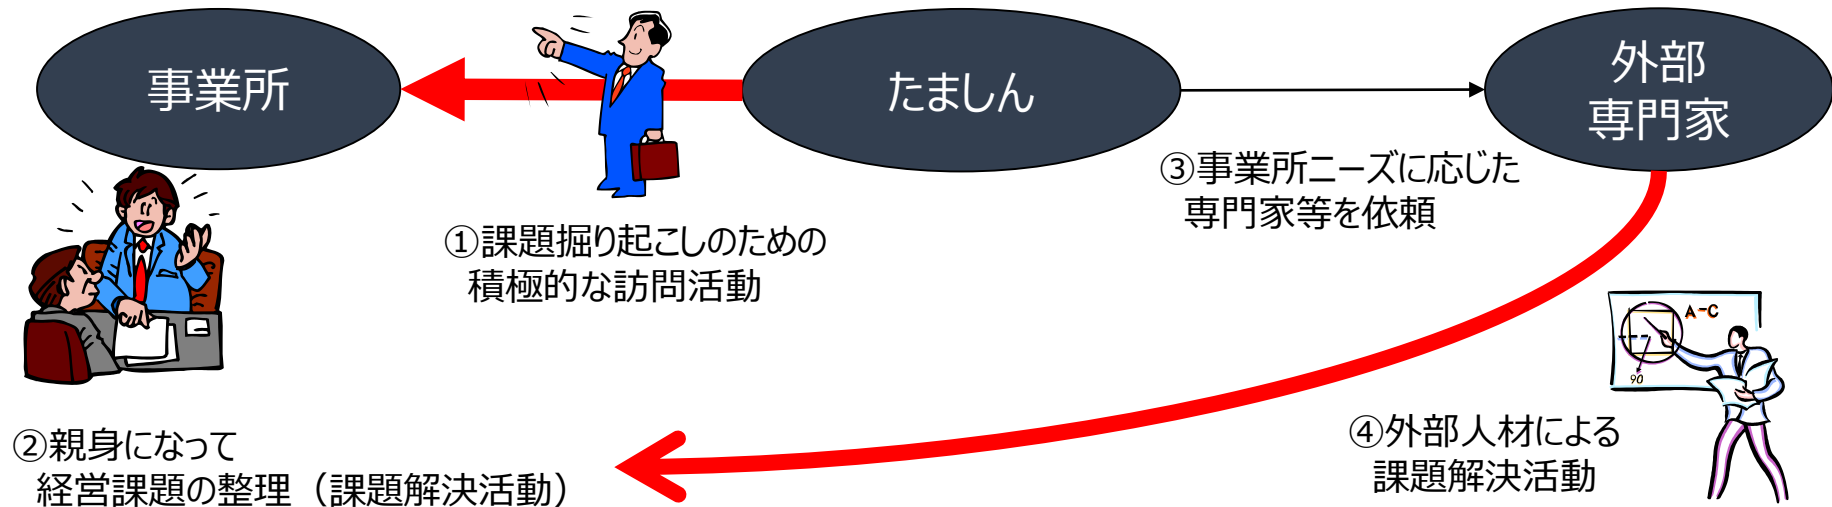 事業所
たましん
外部
専門家
①課題掘り起こしのための
積極的な訪問活動
②親身になって
経営課題の整理（課題解決活動）
③事業所ニーズに応じた
専門家等を依頼
④外部人材による
課題解決活動
A-C
90